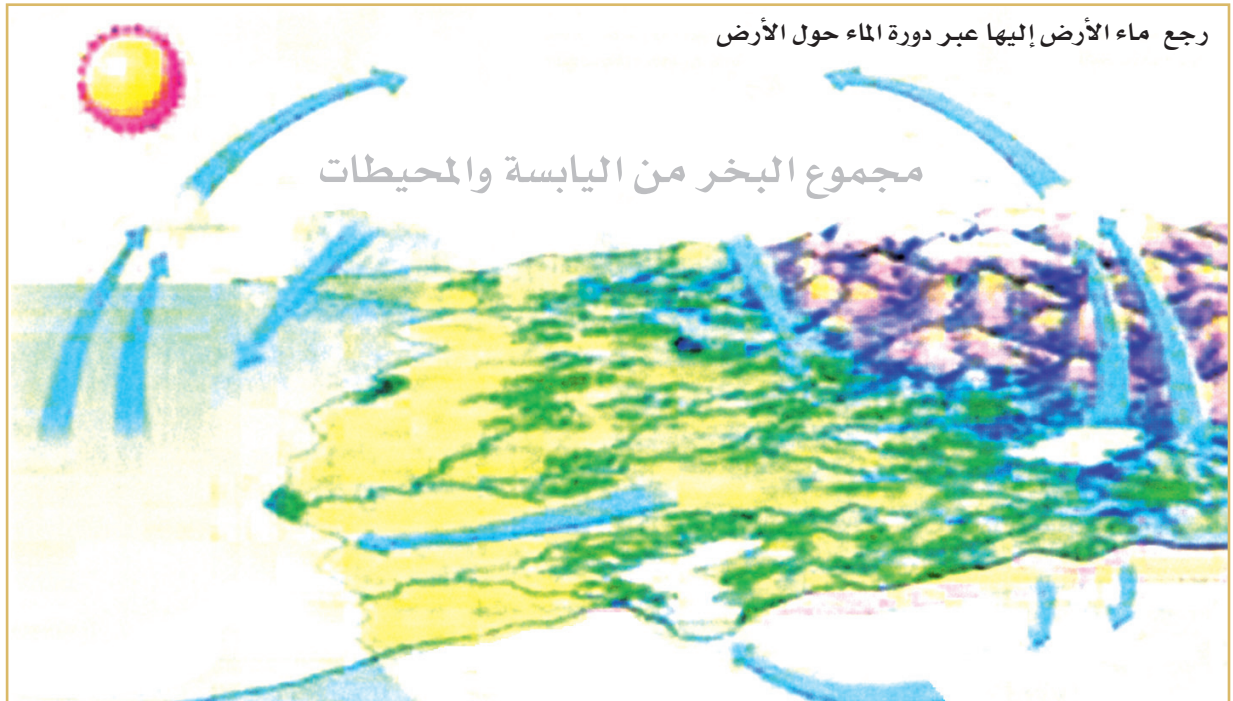 رجع ماء الأرض إليها عبر دورة الماء حول الأرض
مجموع البخر من اليابسة والمحيطات